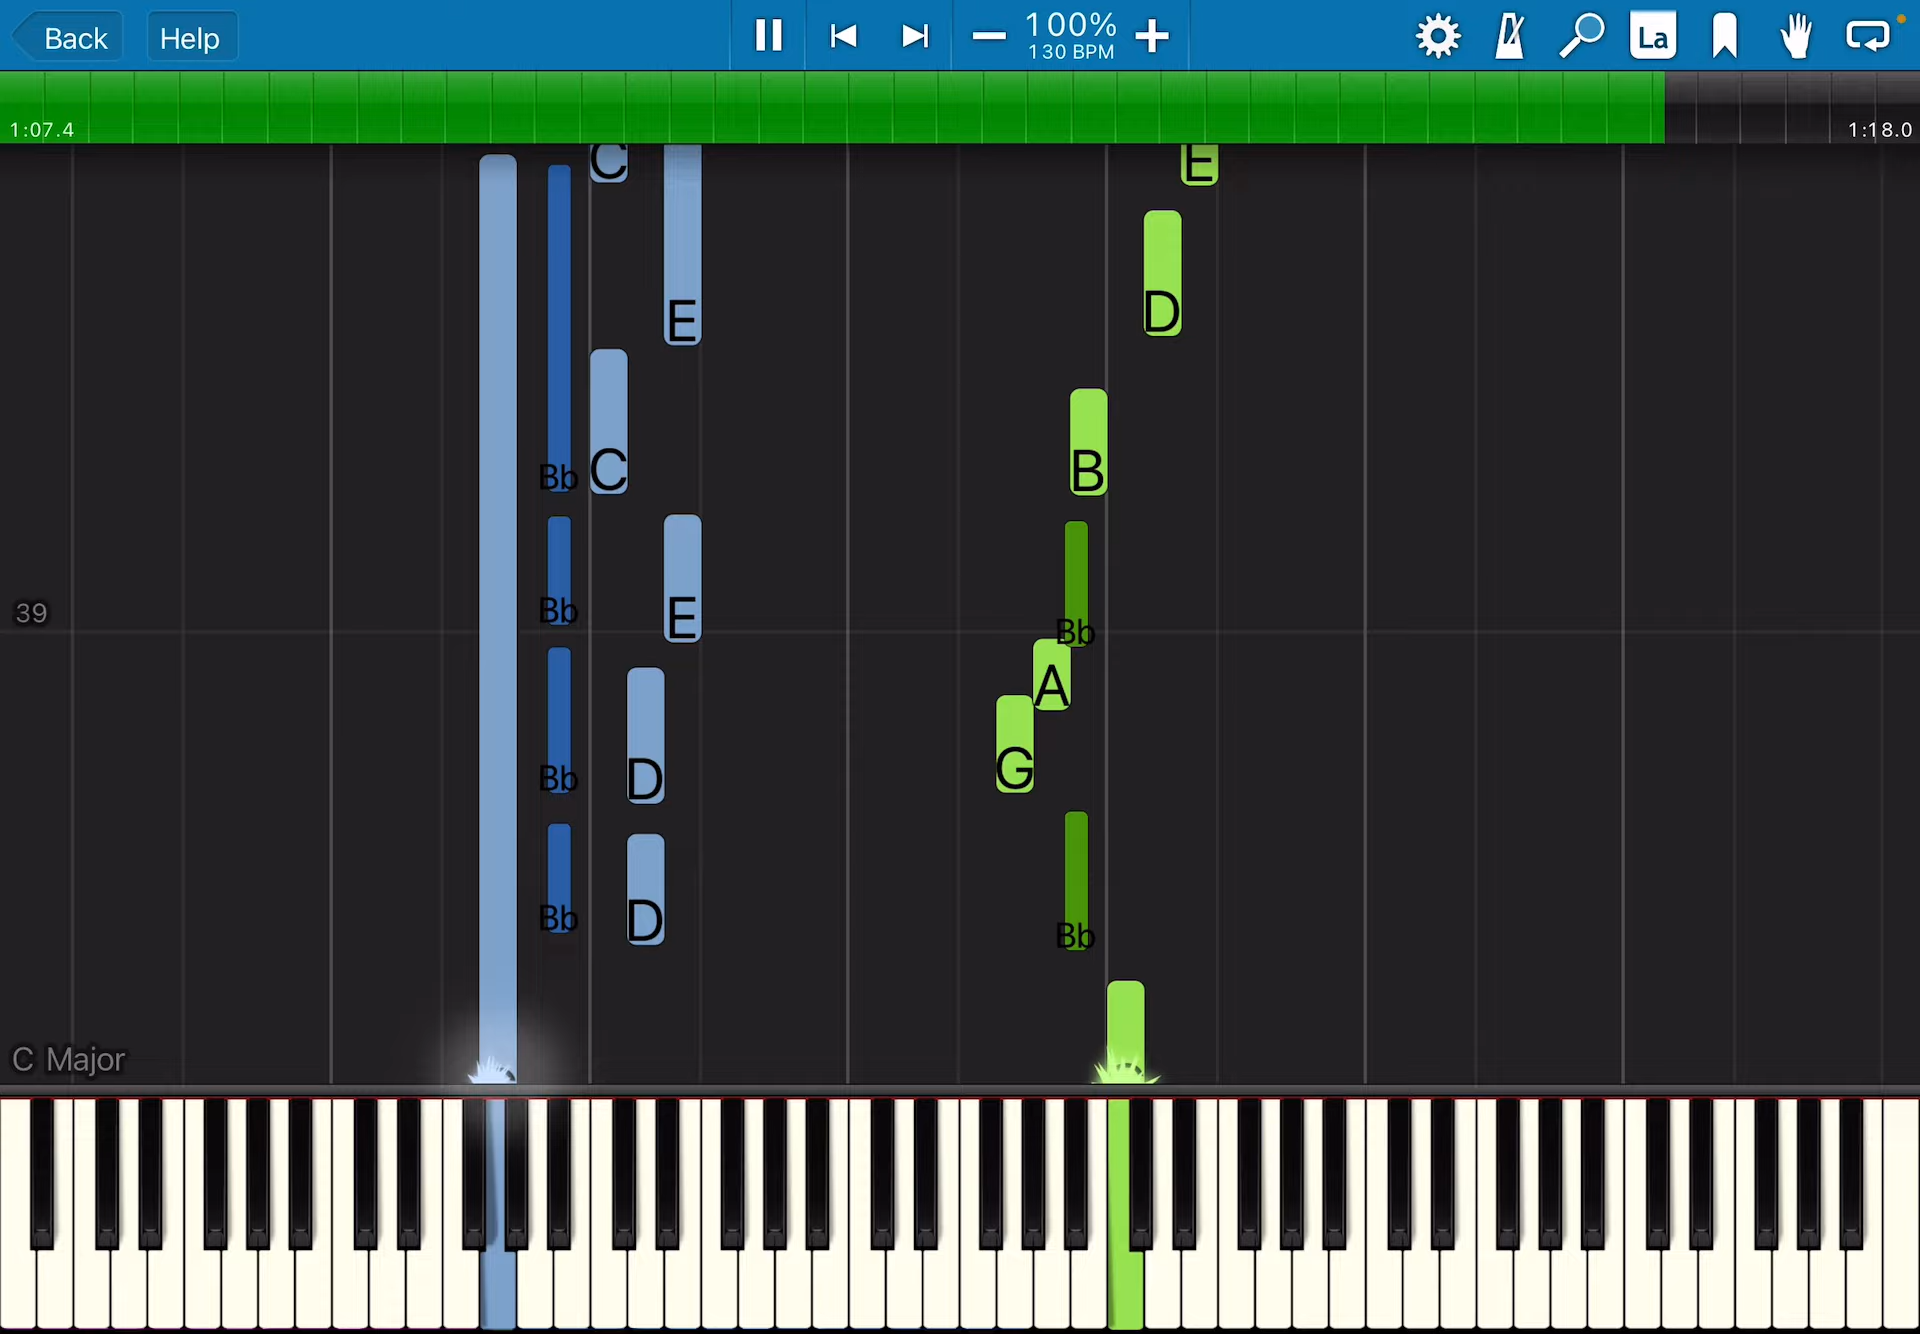 Back Help 100% La
130 BPM
1:07.4 1:18.0
C E E
D
E
C B
Bb
Bb E
39 Bb
A
Bb D G
Bb D Bb
C Major